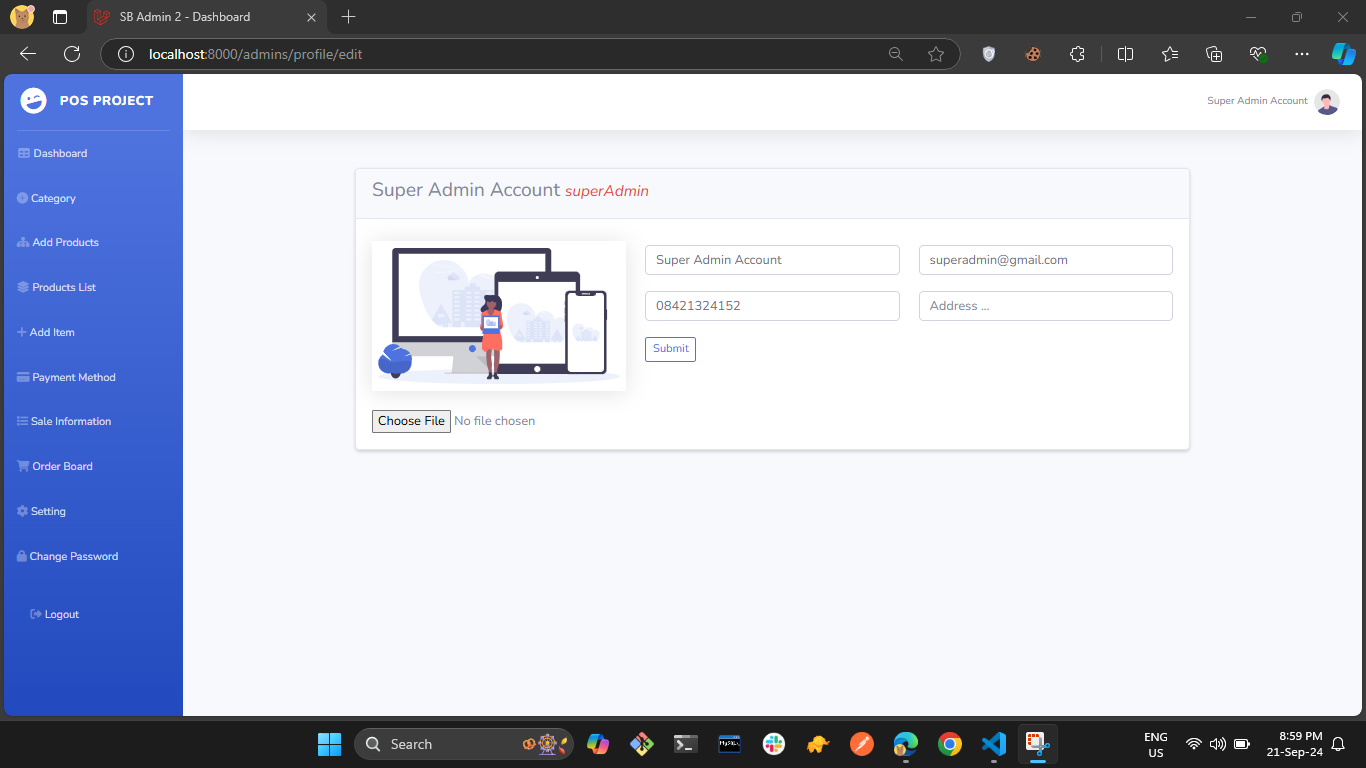 SB Admin 2 - Dashboard
localhost:8000/admins/profile/edit
POS PROJECT
Super Admin Account
Dashboard
Category
Add Products
Products List
Add Item
Payment Method
Sale Information
Order Board
Setting
Change Password
Logout
Super Admin Account superAdmin
Super Admin Account
superadmin@gmail.com
08421324152
Address ...
Submit
Choose File No file chosen
Search
MySQL
ENG
US
8:59 PM
21-Sep-24